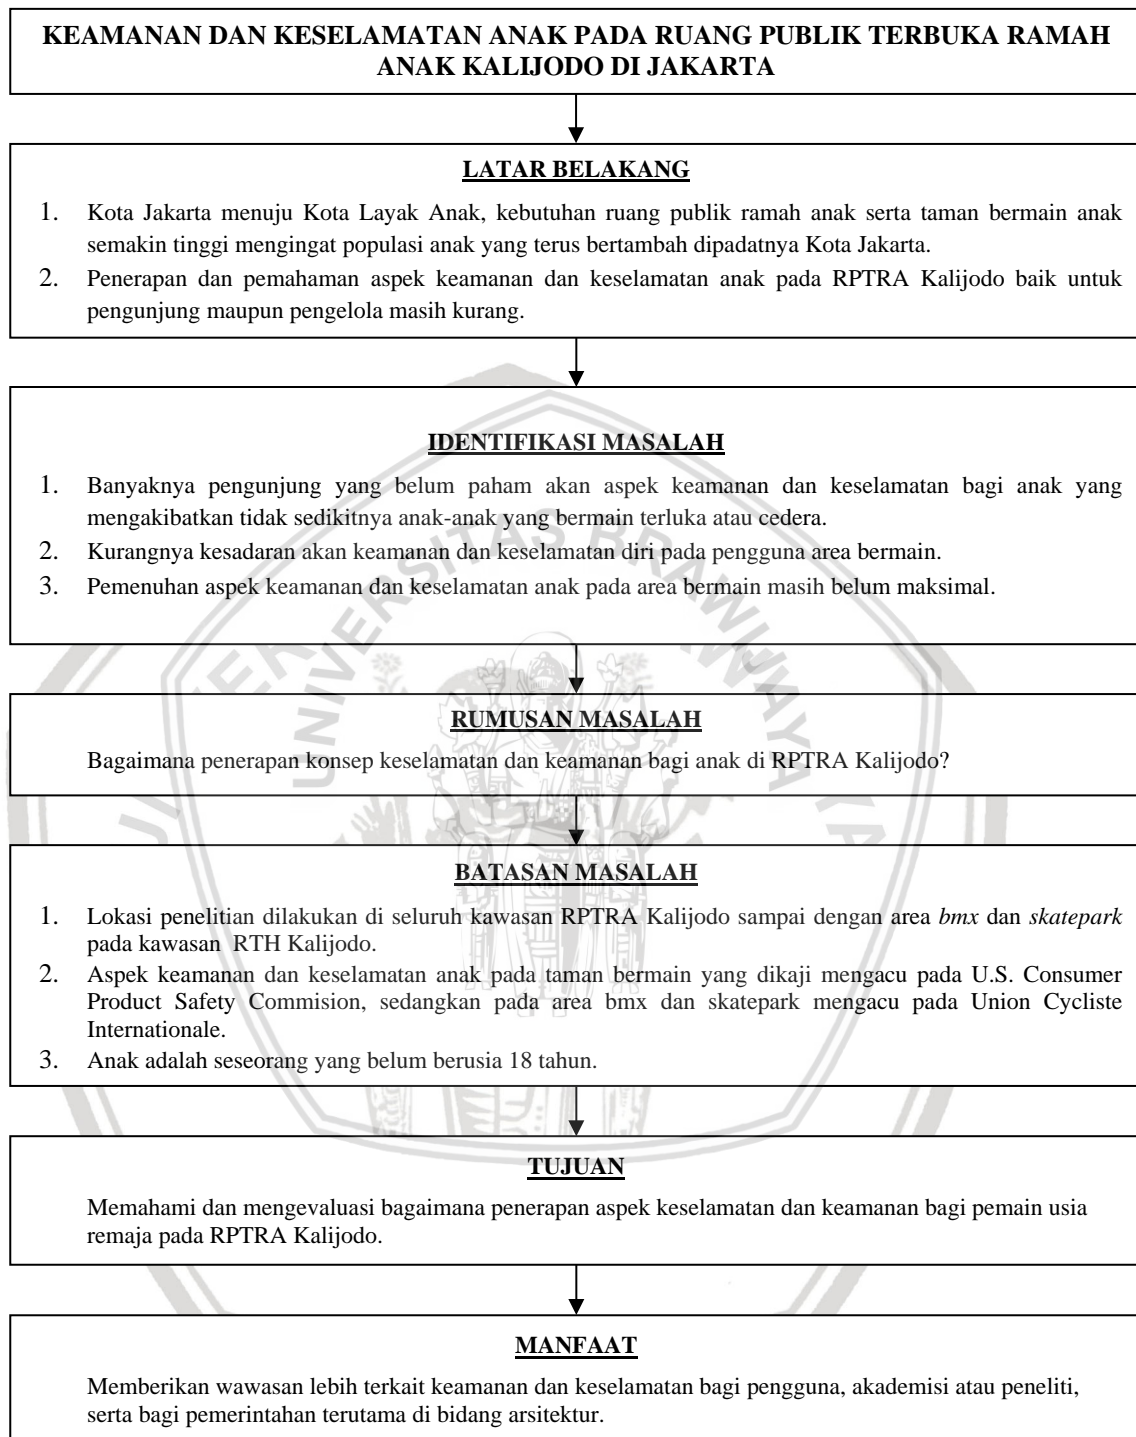 KEAMANAN DAN KESELAMATAN ANAK PADA RUANG PUBLIK TERBUKA RAMAH
ANAK KALIJODO DI JAKARTA
LATAR BELAKANG
1. Kota Jakarta menuju Kota Layak Anak, kebutuhan ruang publik ramah anak serta taman bermain anak
semakin tinggi mengingat populasi anak yang terus bertambah dipadatnya Kota Jakarta.
2. Penerapan dan pemahaman aspek keamanan dan keselamatan anak pada RPTRA Kalijodo baik untuk
pengunjung maupun pengelola masih kurang.
IDENTIFIKASI MASALAH
1. Banyaknya pengunjung yang belum paham akan aspek keamanan dan keselamatan bagi anak yang
mengakibatkan tidak sedikitnya anak-anak yang bermain terluka atau cedera.
2. Kurangnya kesadaran akan keamanan dan keselamatan diri pada pengguna area bermain.
3. Pemenuhan aspek keamanan dan keselamatan anak pada area bermain masih belum maksimal.
UNIVERSITAS BRAWIJAYA
RUMUSAN MASALAH
Bagaimana penerapan konsep keselamatan dan keamanan bagi anak di RPTRA Kalijodo?
BATASAN MASALAH
1. Lokasi penelitian dilakukan di seluruh kawasan RPTRA Kalijodo sampai dengan area bmx dan skatepark
pada kawasan RTH Kalijodo.
2. Aspek keamanan dan keselamatan anak pada taman bermain yang dikaji mengacu pada U.S. Consumer
Product Safety Commision, sedangkan pada area bmx dan skatepark mengacu pada Union Cycliste
Internationale.
3. Anak adalah seseorang yang belum berusia 18 tahun.
TUJUAN
Memahami dan mengevaluasi bagaimana penerapan aspek keselamatan dan keamanan bagi pemain usia
remaja pada RPTRA Kalijodo.
MANFAAT
Memberikan wawasan lebih terkait keamanan dan keselamatan bagi pengguna, akademisi atau peneliti,
serta bagi pemerintahan terutama di bidang arsitektur.